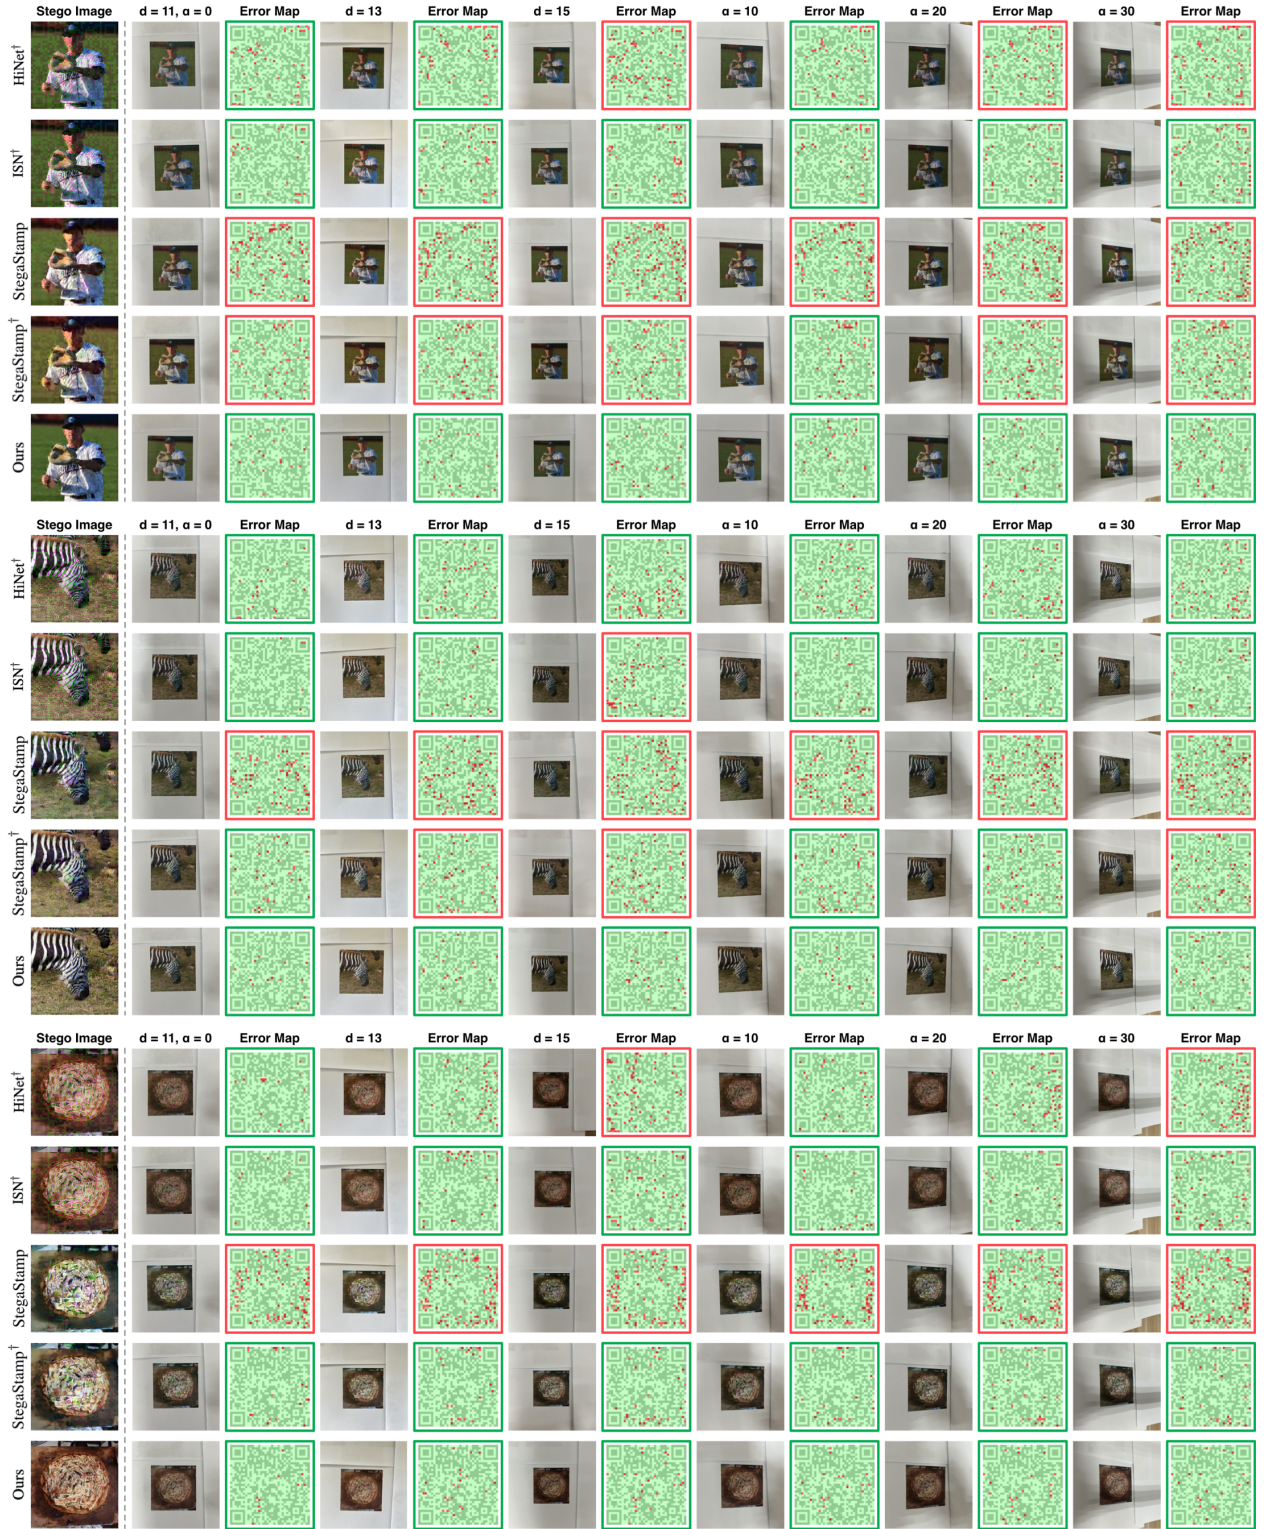 Stego Image d = 11, α = 0 Error Map d = 13 Error Map d = 15 Error Map α = 10 Error Map α = 20 Error Map α = 30 Error Map
HiNet†
ISN†
StegaStamp
StegaStamp†
Ours
Stego Image d = 11, α = 0 Error Map d = 13 Error Map d = 15 Error Map α = 10 Error Map α = 20 Error Map α = 30 Error Map
HiNet†
ISN†
StegaStamp
StegaStamp†
Ours
Stego Image d = 11, α = 0 Error Map d = 13 Error Map d = 15 Error Map α = 10 Error Map α = 20 Error Map α = 30 Error Map
HiNet†
ISN†
StegaStamp
StegaStamp†
Ours